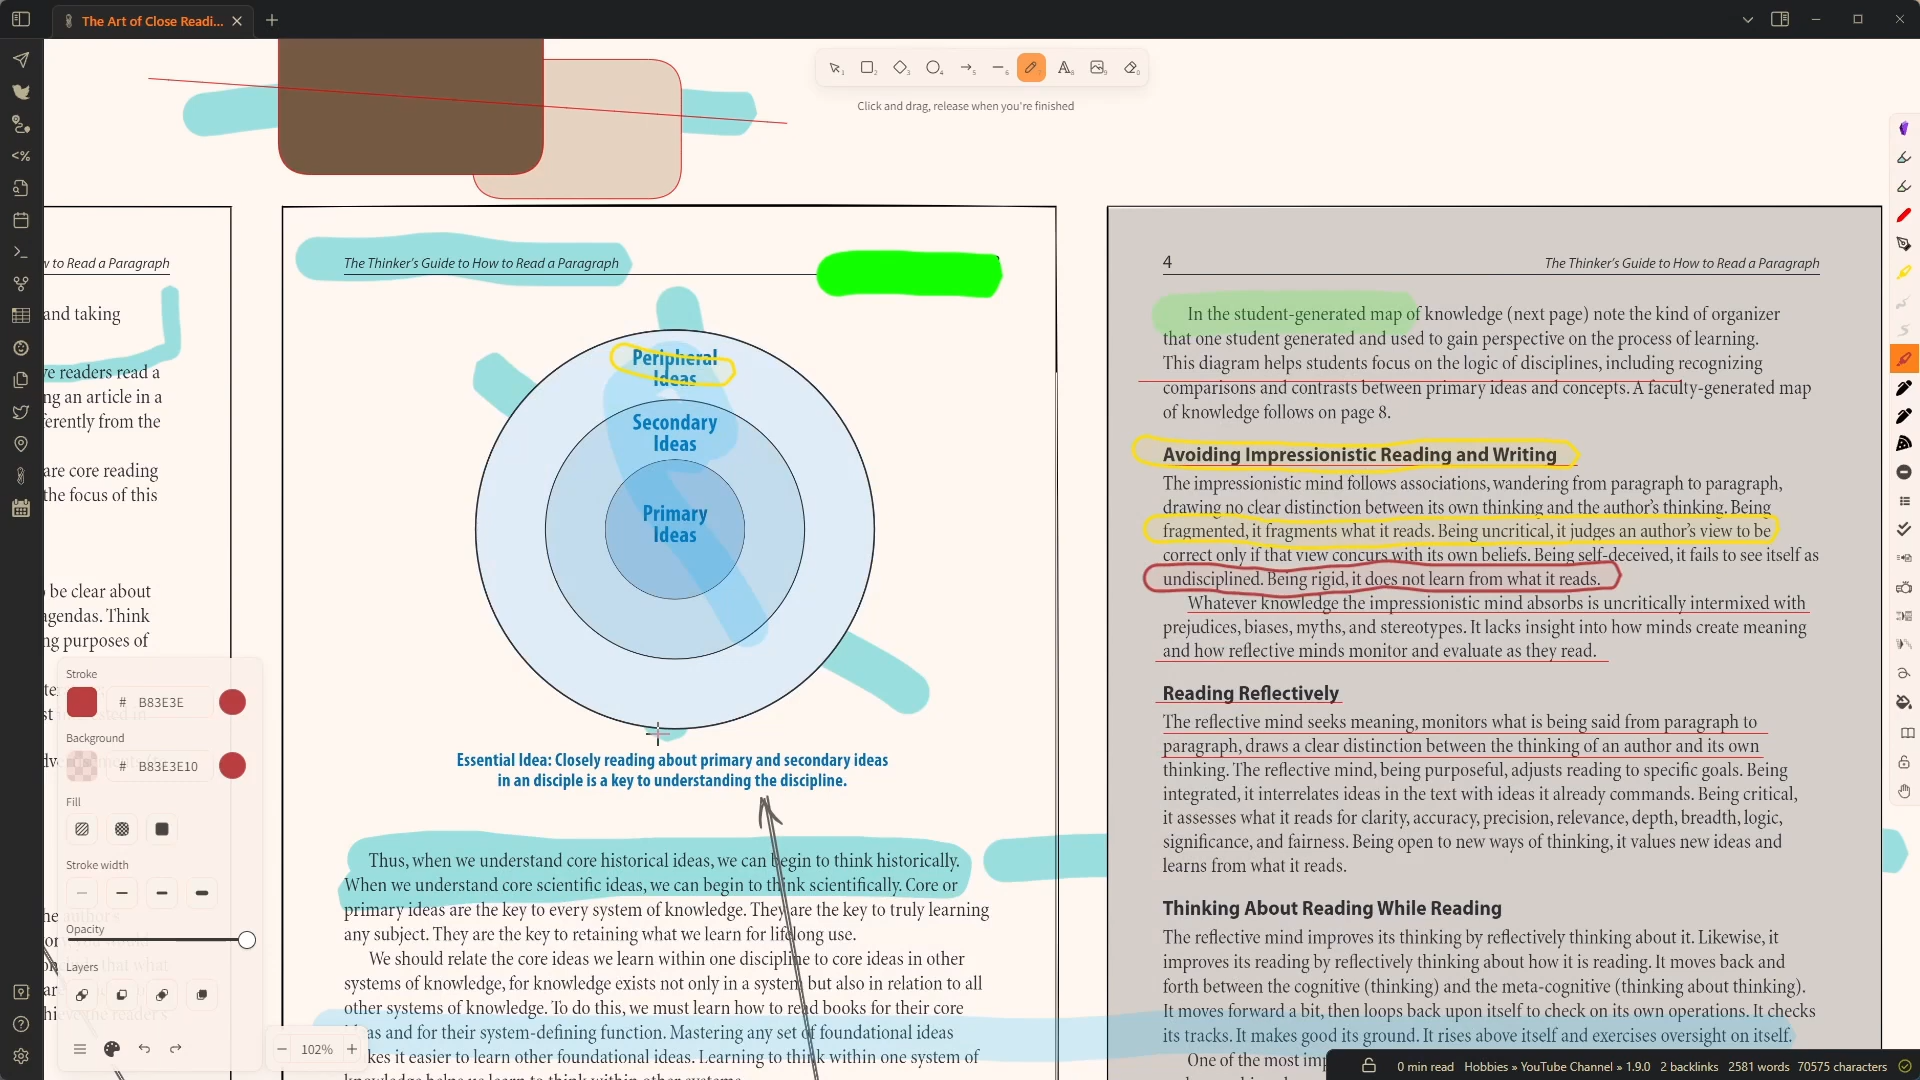 The Art of Close Readi...
Click and drag, release when you're finished
w to Read a Paragraph
and taking
ve readers read a
ng an article in a
ferently from the
are core reading
the focus of this
be clear about
agendas. Think
ng purposes of
Stroke
# B83E3E
Background
# B83E3E10
Fill
Stroke width
Opacity
Layers
102%
The Thinker's Guide to How to Read a Paragraph
Peripheral
Ideas
Secondary
Ideas
Primary
Ideas
Essential Idea: Closely reading about primary and secondary ideas
in an disciple is a key to understanding the discipline.
Thus, when we understand core historical ideas, we can begin to think historically.
When we understand core scientific ideas, we can begin to think scientifically. Core or
primary ideas are the key to every system of knowledge. They are the key to truly learning
any subject. They are the key to retaining what we learn for lifelong use.
We should relate the core ideas we learn within one discipline to core ideas in other
systems of knowledge, for knowledge exists not only in a system but also in relation to all
other systems of knowledge. To do this, we must learn how to read books for their core
as and for their system-defining function. Mastering any set of foundational ideas
kes it easier to learn other foundational ideas. Learning to think within one system of
4
The Thinker's Guide to How to Read a Paragraph
In the student-generated map of knowledge (next page) note the kind of organizer
that one student generated and used to gain perspective on the process of learning.
This diagram helps students focus on the logic of disciplines, including recognizing
comparisons and contrasts between primary ideas and concepts. A faculty-generated map
of knowledge follows on page 8.
Avoiding Impressionistic Reading and Writing
The impressionistic mind follows associations, wandering from paragraph to paragraph,
drawing no clear distinction between its own thinking and the author's thinking. Being
fragmented, it fragments what it reads. Being uncritical, it judges an author's view to be
correct only if that view concurs with its own beliefs. Being self-deceived, it fails to see itself as
undisciplined. Being rigid, it does not learn from what it reads.
Whatever knowledge the impressionistic mind absorbs is uncritically intermixed with
prejudices, biases, myths, and stereotypes. It lacks insight into how minds create meaning
and how reflective minds monitor and evaluate as they read.
Reading Reflectively
The reflective mind seeks meaning, monitors what is being said from paragraph to
paragraph, draws a clear distinction between the thinking of an author and its own
thinking. The reflective mind, being purposeful, adjusts reading to specific goals. Being
integrated, it interrelates ideas in the text with ideas it already commands. Being critical,
it assesses what it reads for clarity, accuracy, precision, relevance, depth, breadth, logic,
significance, and fairness. Being open to new ways of thinking, it values new ideas and
learns from what it reads.
Thinking About Reading While Reading
The reflective mind improves its thinking by reflectively thinking about it. Likewise, it
improves its reading by reflectively thinking about how it is reading. It moves back and
forth between the cognitive (thinking) and the meta-cognitive (thinking about thinking).
It moves forward a bit, then loops back upon itself to check on its own operations. It checks
its tracks. It makes good its ground. It rises above itself and exercises oversight on itself.
One of the most imp
0 min read Hobbies » YouTube Channel » 1.9.0 2 backlinks 2581 words 70575 characters